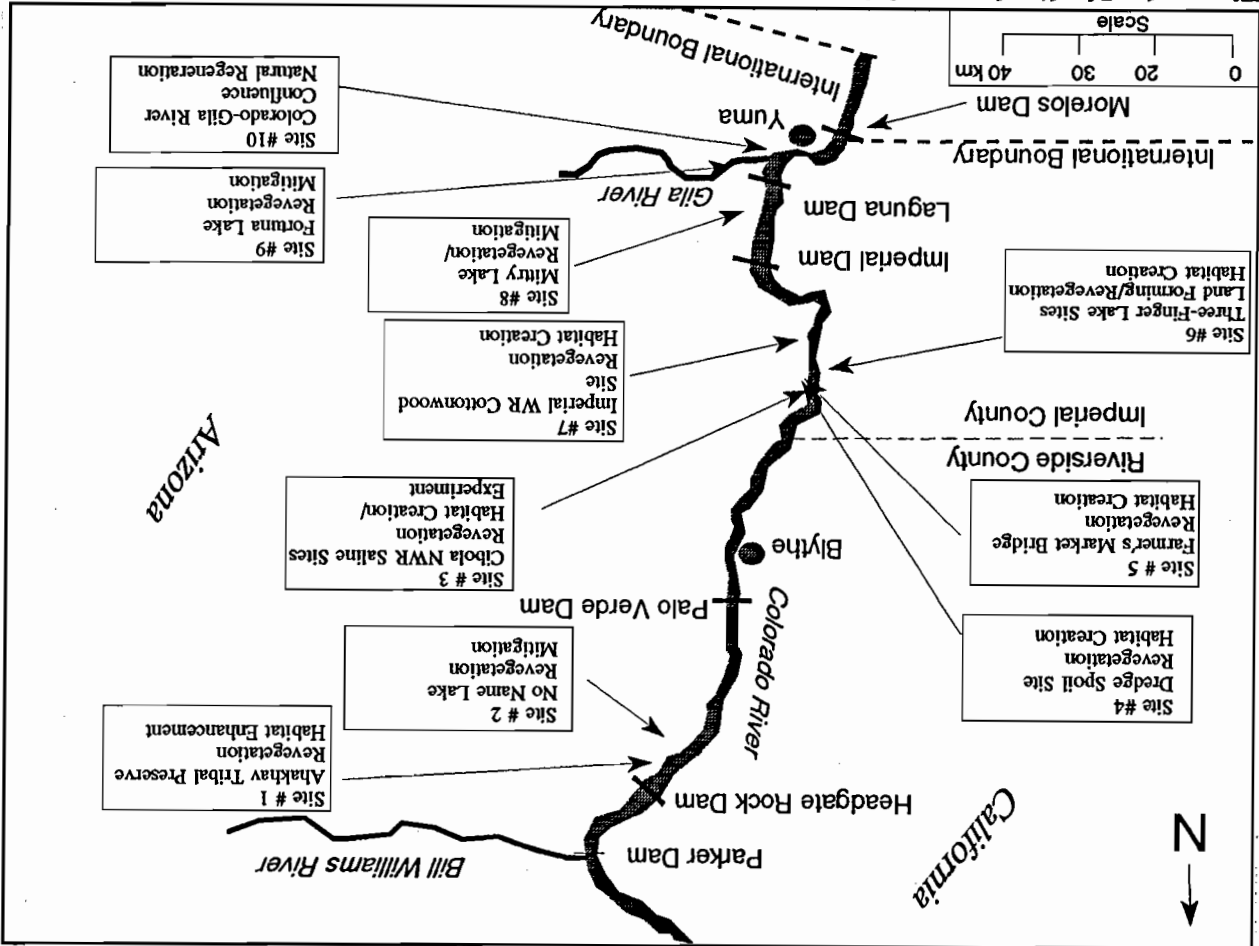 N
California
Parker Dam
Bill Williams River
Headgate Rock Dam
Site # 1
Ahakhav Tribal Preserve
Revegetation
Habitat Enhancement
Colorado River
Site # 2
No Name Lake
Revegetation
Mitigation
Site #4
Dredge Spoil Site
Revegetation
Habitat Creation
Palo Verde Dam
Blythe
Site # 5
Farmer's Market Bridge
Revegetation
Habitat Creation
Site # 3
Cibola NWR Saline Sites
Revegetation
Habitat Creation/
Experiment
Arizona
Riverside County
Imperial County
Site #7
Imperial WR Cottonwood
Site
Revegetation
Habitat Creation
Site #6
Three-Finger Lake Sites
Land Forming/Revegetation
Habitat Creation
Imperial Dam
Site #8
Mittry Lake
Revegetation/
Mitigation
Laguna Dam
Gila River
Site #9
Fortuna Lake
Revegetation
Mitigation
International Boundary
Yuma
Morelos Dam
Site #10
Colorado-Gila River
Confluence
Natural Regeneration
International Boundary
0 20 30 40 km
Scale